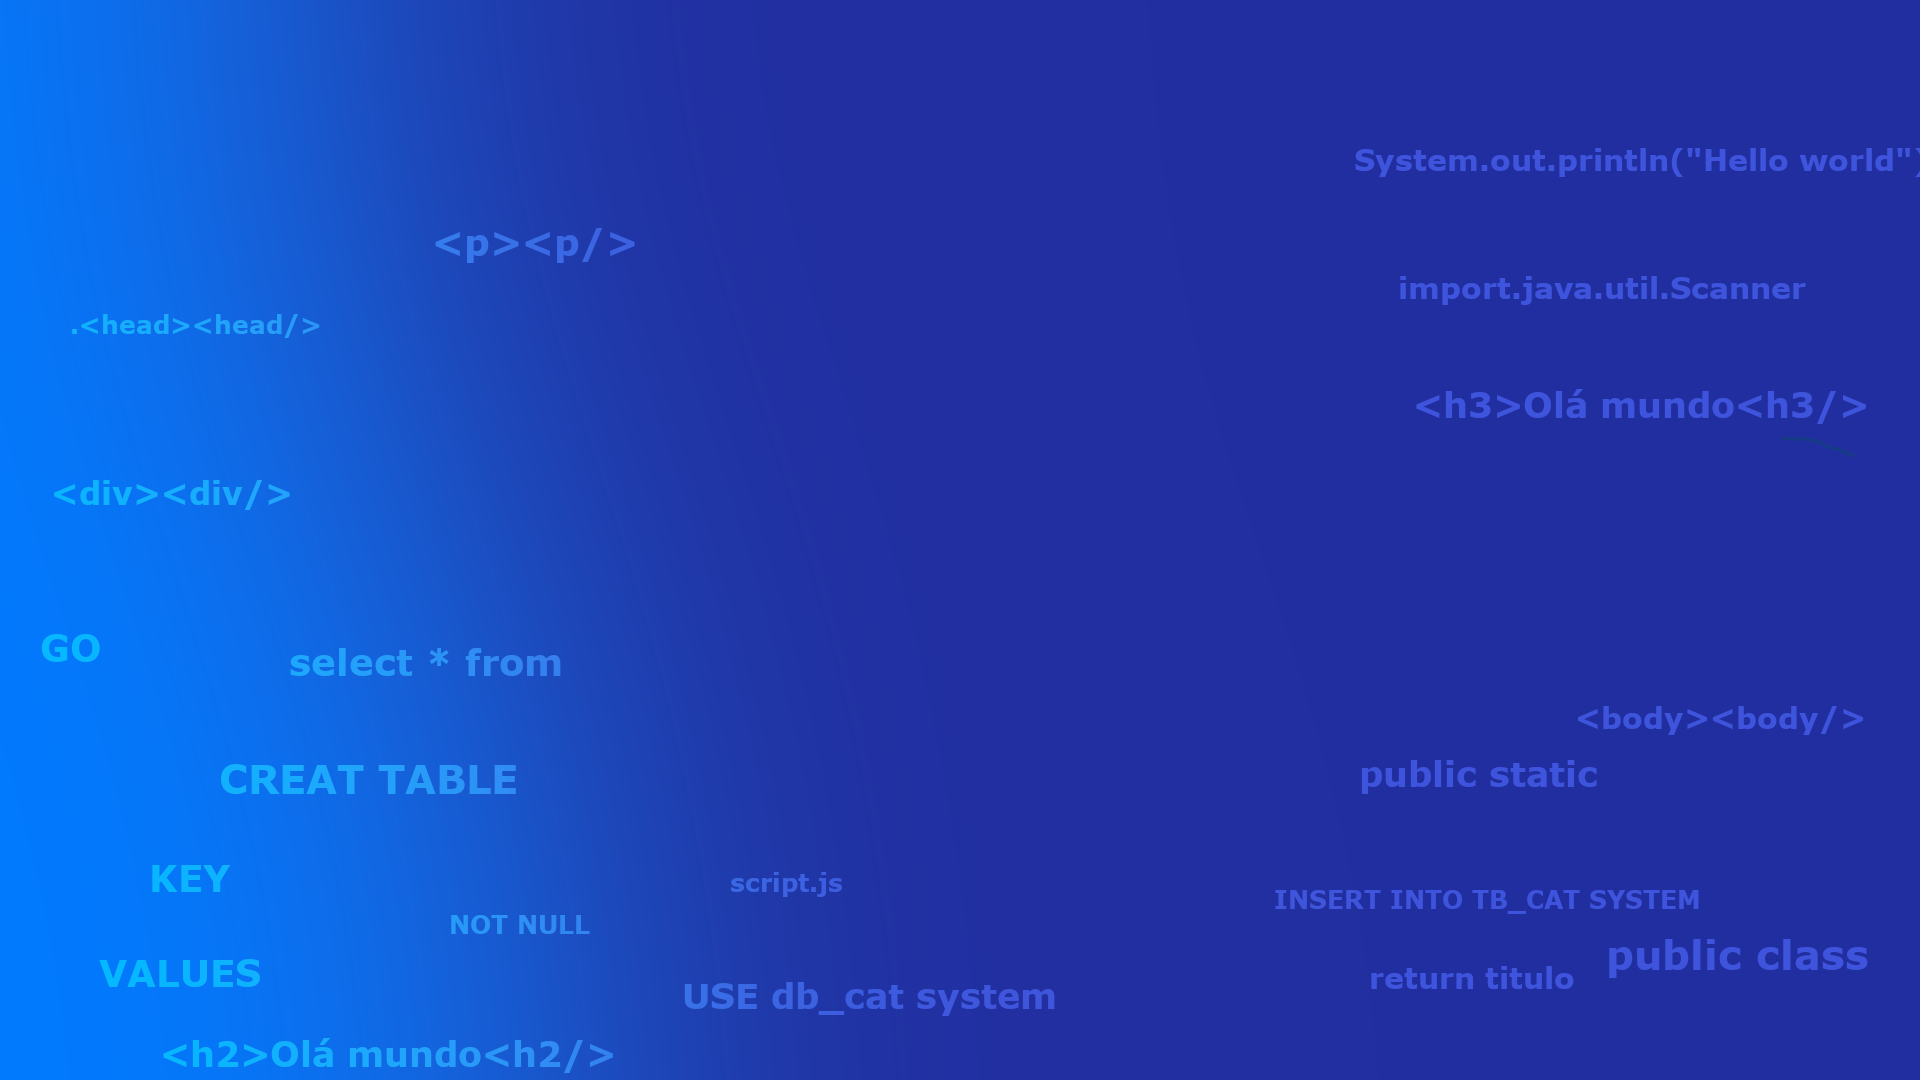 System.out.println("Hello world")
<p><p/>
import.java.util.Scanner
.<head><head/>
<h3>Olá mundo<h3/>
<div><div/>
GO
select * from
<body><body/>
public static
CREAT TABLE
KEY
script.js
INSERT INTO TB_CAT SYSTEM
NOT NULL
public class
VALUES
return titulo
USE db_cat system
<h2>Olá mundo<h2/>